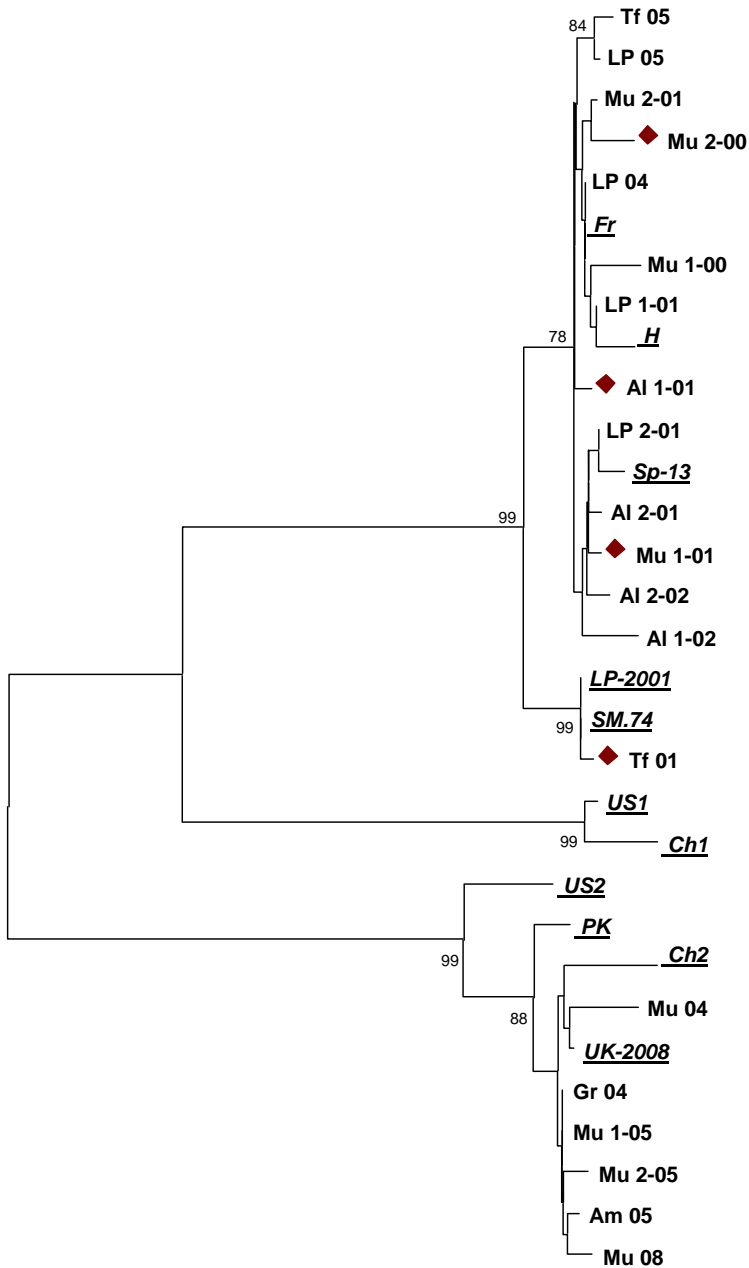 84
Tf 05
LP 05
Mu 2-01
Mu 2-00
LP 04
Fr
Mu 1-00
LP 1-01
78
H
Al 1-01
LP 2-01
Sp-13
Al 2-01
99
Mu 1-01
Al 2-02
Al 1-02
LP-2001
SM.74
99
Tf 01
US1
99
Ch1
US2
PK
99
Ch2
88
Mu 04
UK-2008
Gr 04
Mu 1-05
Mu 2-05
Am 05
Mu 08